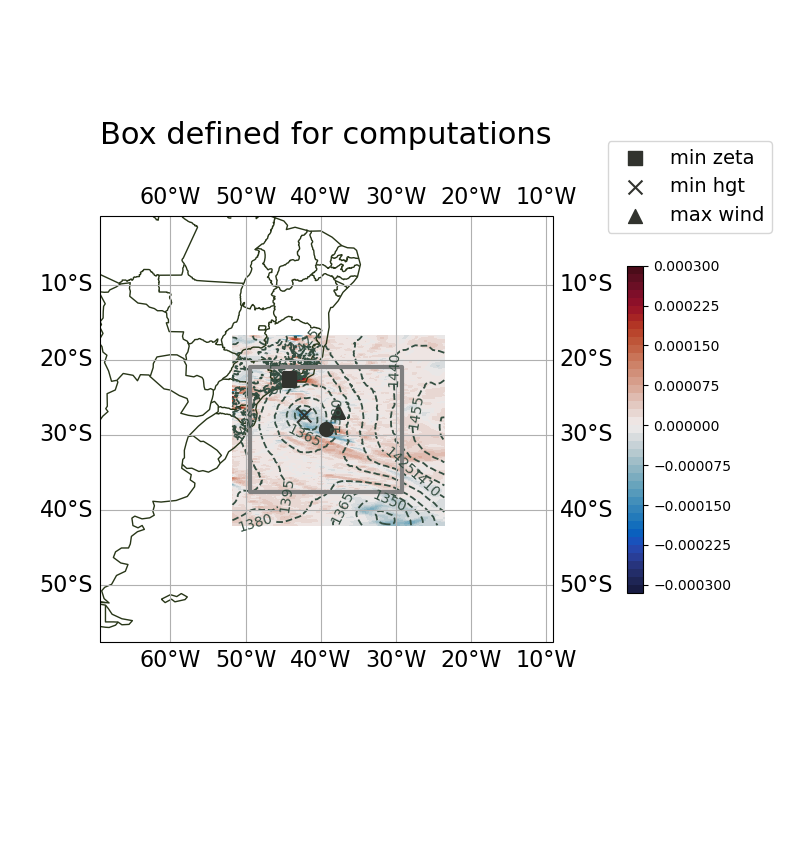 Box defined for computations
min zeta
min hgt
max wind
60°W 50°W 40°W 30°W 20°W 10°W
10°S 10°S
20°S 20°S
30°S 30°S
40°S 40°S
50°S 50°S
60°W 50°W 40°W 30°W 20°W 10°W
1440
1455
1365
1425
1410
1395
1365
1350
1380
0.000300
0.000225
0.000150
0.000075
0.000000
−0.000075
−0.000150
−0.000225
−0.000300